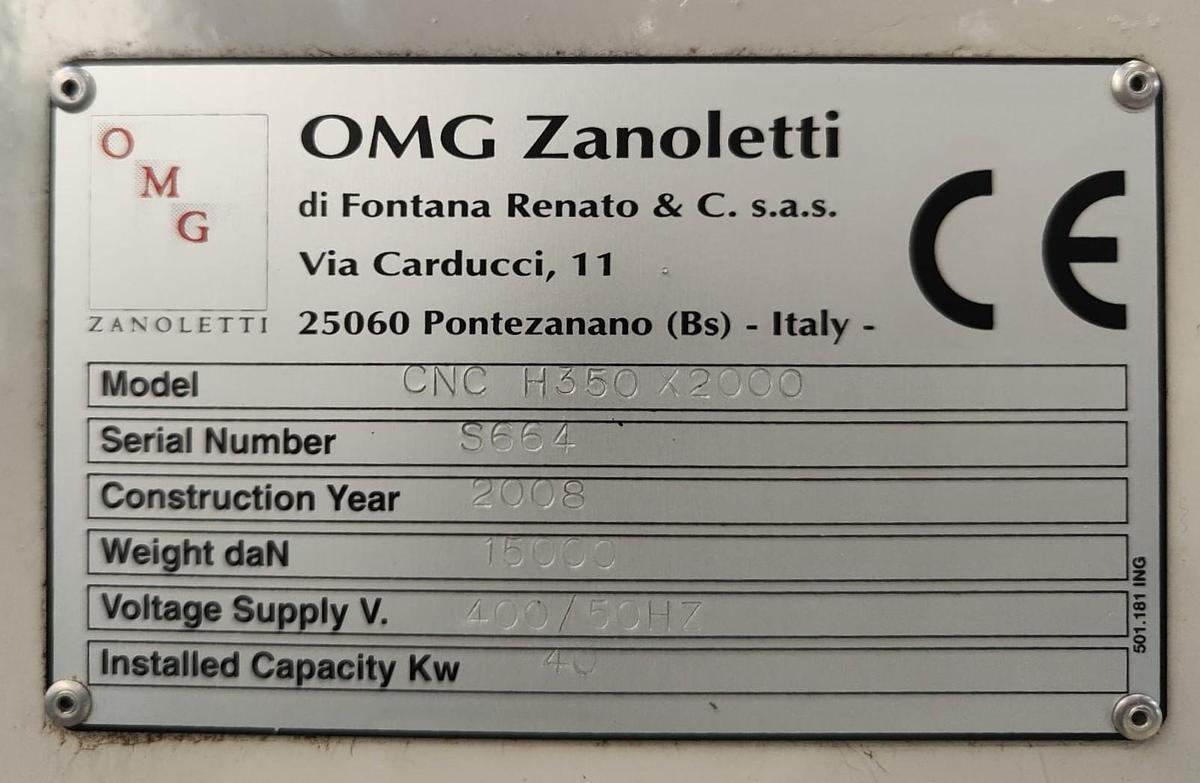 O
M
G
ZANOLETTI
OMG Zanoletti
di Fontana Renato & C. s.a.s.
Via Carducci, 11
25060 Pontezanano (Bs) - Italy -
CE
Model CNC H350 X2000
Serial Number S664
Construction Year 2008
Weight daN 15000
Voltage Supply V. 400/50HZ
Installed Capacity Kw 40
501.181 ING